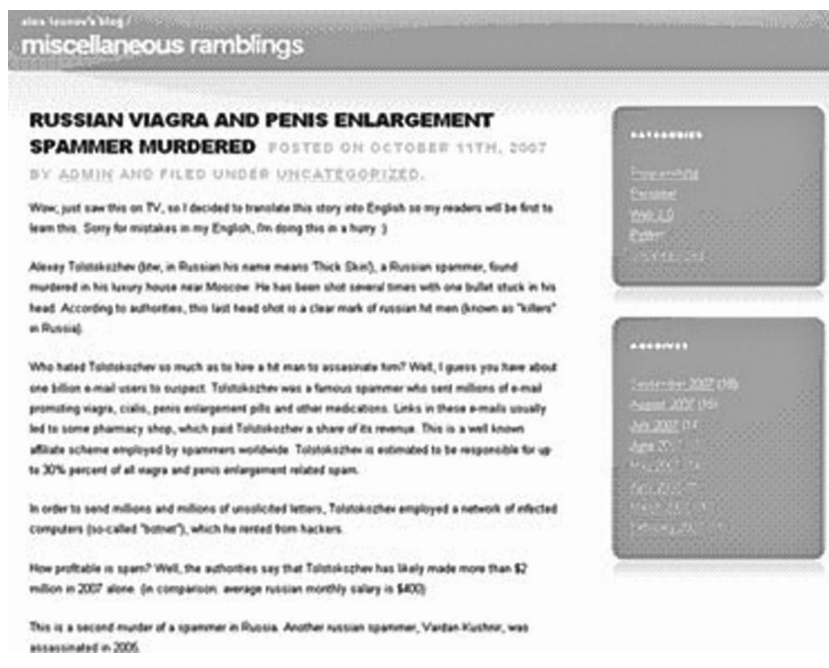 alex loonov's blog /
miscellaneous ramblings
RUSSIAN VIAGRA AND PENIS ENLARGEMENT
SPAMMER MURDERED POSTED ON OCTOBER 11TH, 2007
BY ADMIN AND FILED UNDER UNCATEGORIZED.
Wow, just saw this on TV, so I decided to translate this story into English so my readers will be first to
learn this. Sorry for mistakes in my English, I'm doing this in a hurry :)
Alexey Tolstokozhev (btw, in Russian his name means 'Thick Skin'), a Russian spammer, found
murdered in his luxury house near Moscow. He has been shot several times with one bullet stuck in his
head. According to authorities, this last head shot is a clear mark of russian hit men (known as "killers"
in Russia).
Who hated Tolstokozhev so much as to hire a hit man to assasinate him? Well, I guess you have about
one billion e-mail users to suspect. Tolstokozhev was a famous spammer who sent millions of e-mail
promoting viagra, cialis, penis enlargement pills and other medications. Links in these e-mails usually
led to some pharmacy shop, which paid Tolstokozhev a share of its revenue. This is a well known
affiliate scheme employed by spammers worldwide. Tolstokozhev is estimated to be responsible for up
to 30% percent of all viagra and penis enlargement related spam.
In order to send millions and millions of unsolicited letters, Tolstokozhev employed a network of infected
computers (so-called "botnet"), which he rented from hackers.
How profitable is spam? Well, the authorities say that Tolstokozhev has likely made more than $2
million in 2007 alone. (in comparison: average russian monthly salary is $400)
This is a second murder of a spammer in Russia. Another russian spammer, Vardan Kushnir, was
assassinated in 2005.
CATEGORIES
Programming
Personal
Web 2.0
Python
ARCHIVES
September 2007 (18)
August 2007 (16)
July 2007 (14)
June